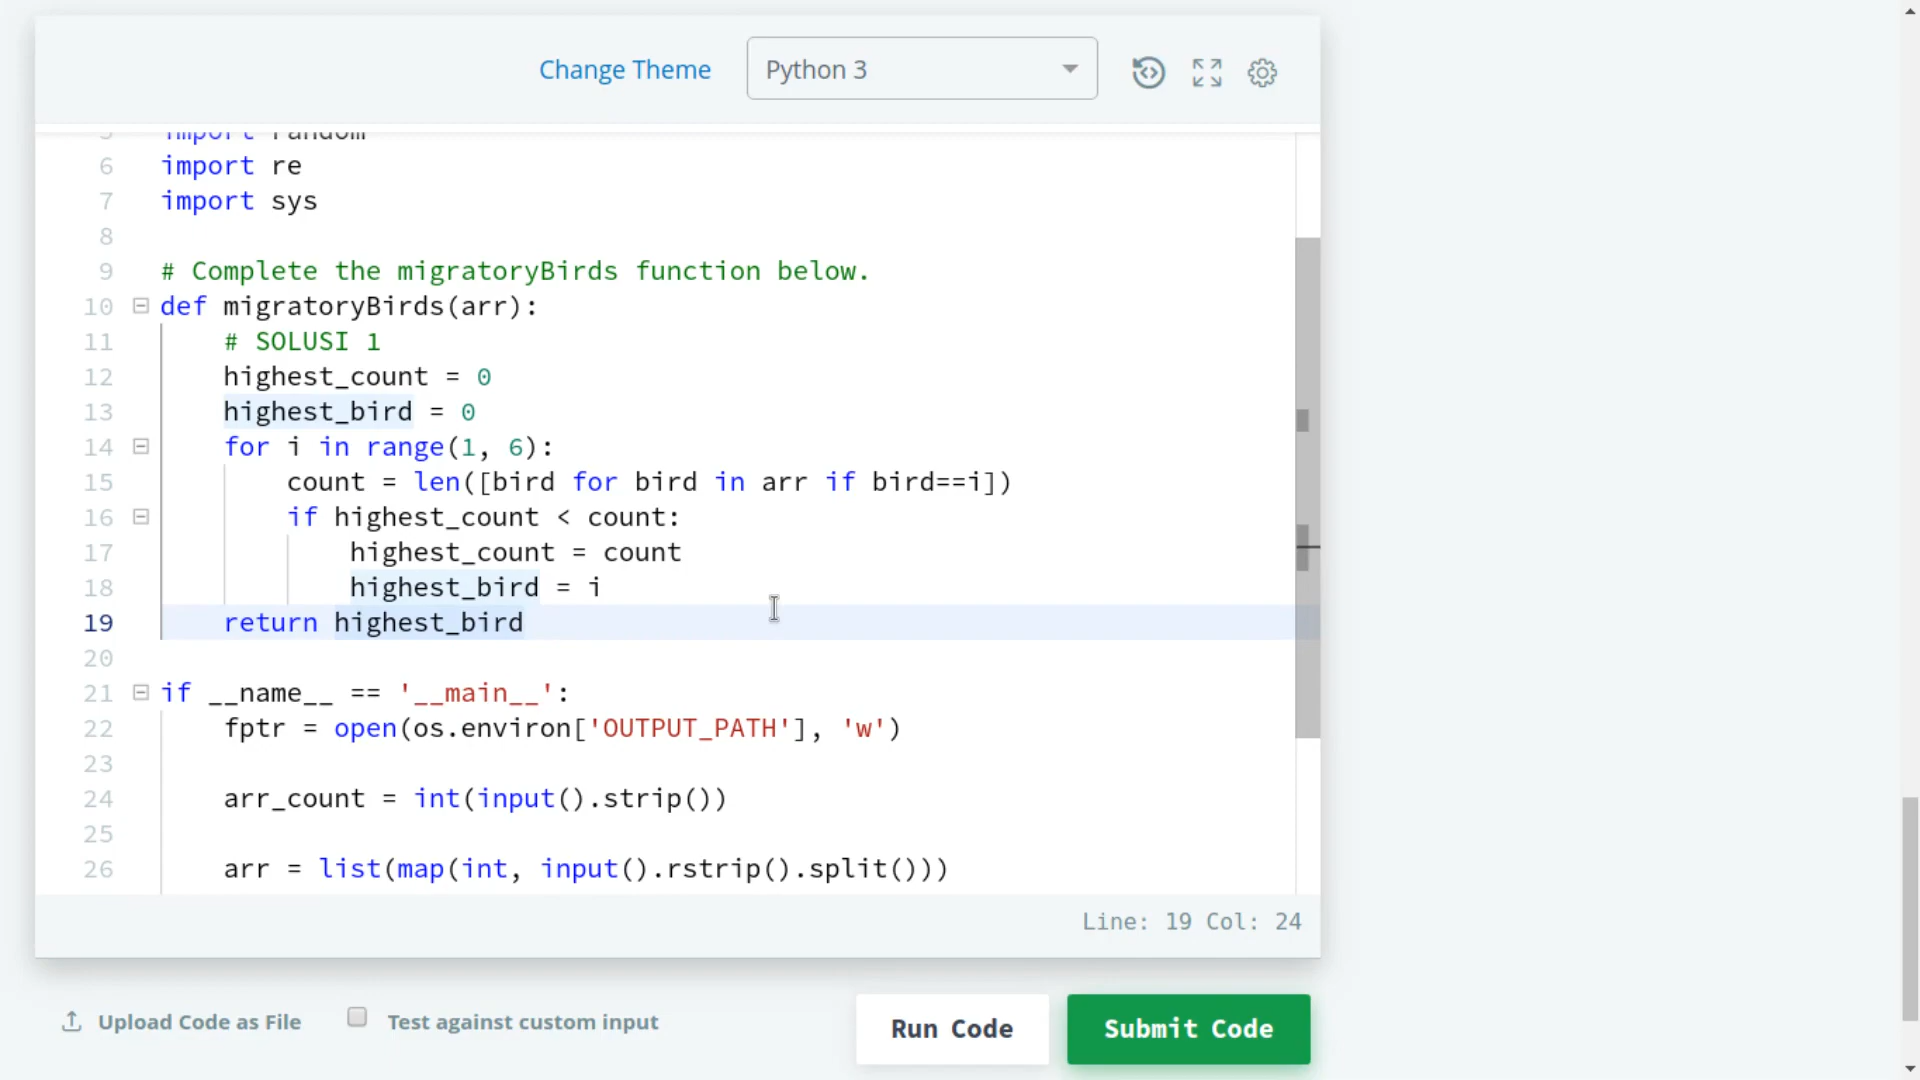 Change Theme
Python 3
5 import random
6 import re
7 import sys
8
9 # Complete the migratoryBirds function below.
10 def migratoryBirds(arr):
11 # SOLUSI 1
12 highest_count = 0
13 highest_bird = 0
14 for i in range(1, 6):
15 count = len([bird for bird in arr if bird==i])
16 if highest_count < count:
17 highest_count = count
18 highest_bird = i
19 return highest_bird
20
21 if __name__ == '__main__':
22 fptr = open(os.environ['OUTPUT_PATH'], 'w')
23
24 arr_count = int(input().strip())
25
26 arr = list(map(int, input().rstrip().split()))
Line: 19 Col: 24
Upload Code as File
Test against custom input
Run Code
Submit Code